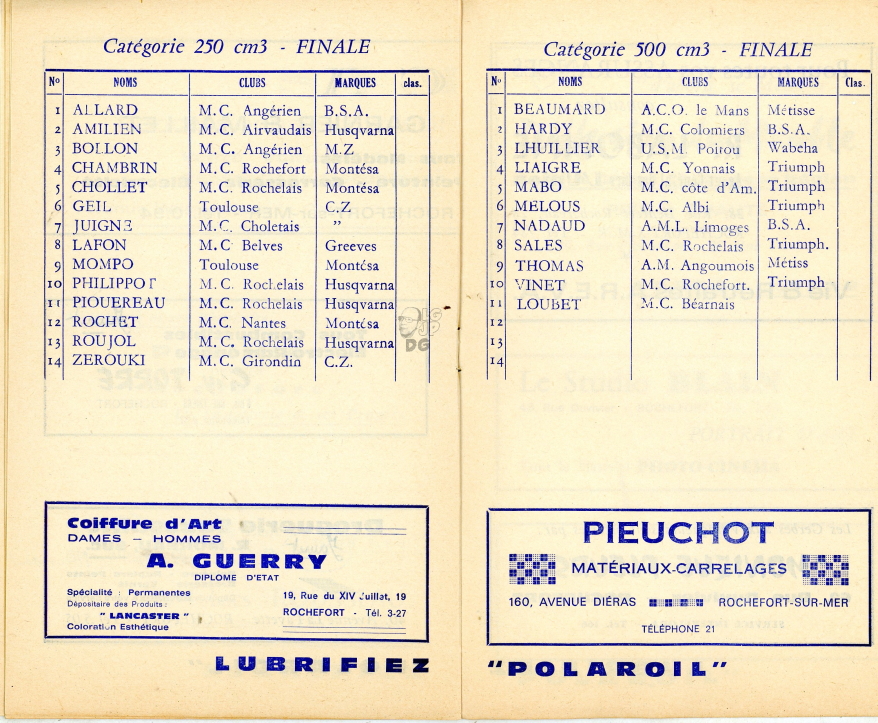 Catégorie 250 cm3 - FINALE
No NOMS CLUBS MARQUES clas.
1 ALLARD M.C. Angérien B.S.A.
2 AMILIEN M.C. Airvaudais Husqvarna
3 BOLLON M.C. Angérien M.Z
4 CHAMBRIN M.C. Rochefort Montésa
5 CHOLLET M.C. Rochelais Montésa
6 GEIL Toulouse C.Z.
7 JUIGNE M.C. Choletais ”
8 LAFON M.C Belves Greeves
9 MOMPO Toulouse Montésa
10 PHILIPPOT M.C. Rochelais Husqvarna
11 PIOUEREAU M.C. Rochelais Husqvarna
12 ROCHET M.C. Nantes Montésa
13 ROUJOL M.C. Rochelais Husqvarna
14 ZEROUKI M.C. Girondin C.Z.
DG
Coiffure d'Art
DAMES – HOMMES
A. GUERRY
DIPLOME D'ETAT
Spécialité : Permanentes
Dépositaire des Produits :
" LANCASTER "
Coloration Esthétique
19, Rue du XIV Juillat, 19
ROCHEFORT - Tél. 3-27
LUBRIFIEZ
Catégorie 500 cm3 - FINALE
No NOMS CLUBS MARQUES Clas.
1 BEAUMARD A.C.O. le Mans Métisse
2 HARDY M.C. Colomiers B.S.A.
3 LHUILLIER U.S.M. Poirou Wabeha
4 LIAIGRE M.C. Yonnais Triumph
5 MABO M.C. côte d'Am. Triumph
6 MELOUS M.C. Albi Triumph
7 NADAUD A.M.L. Limoges B.S.A.
8 SALES M.C. Rochelais Triumph.
9 THOMAS A.M. Angoumois Métiss
10 VINET M.C. Rochefort. Triumph
11 LOUBET M.C. Béarnais
12
13
14
PIEUCHOT
MATÉRIAUX-CARRELAGES
160, AVENUE DIÉRAS ROCHEFORT-SUR-MER
TÉLÉPHONE 21
“POLAROIL”